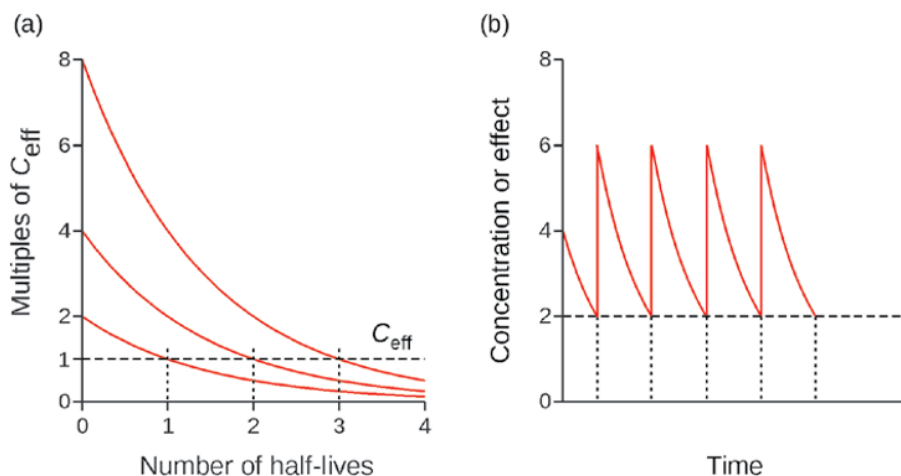 (a)
Multiples of Ceff
8
6
4
2
1
0
Ceff
0 1 2 3 4
Number of half-lives
(b)
Concentration or effect
8
6
4
2
0
Time